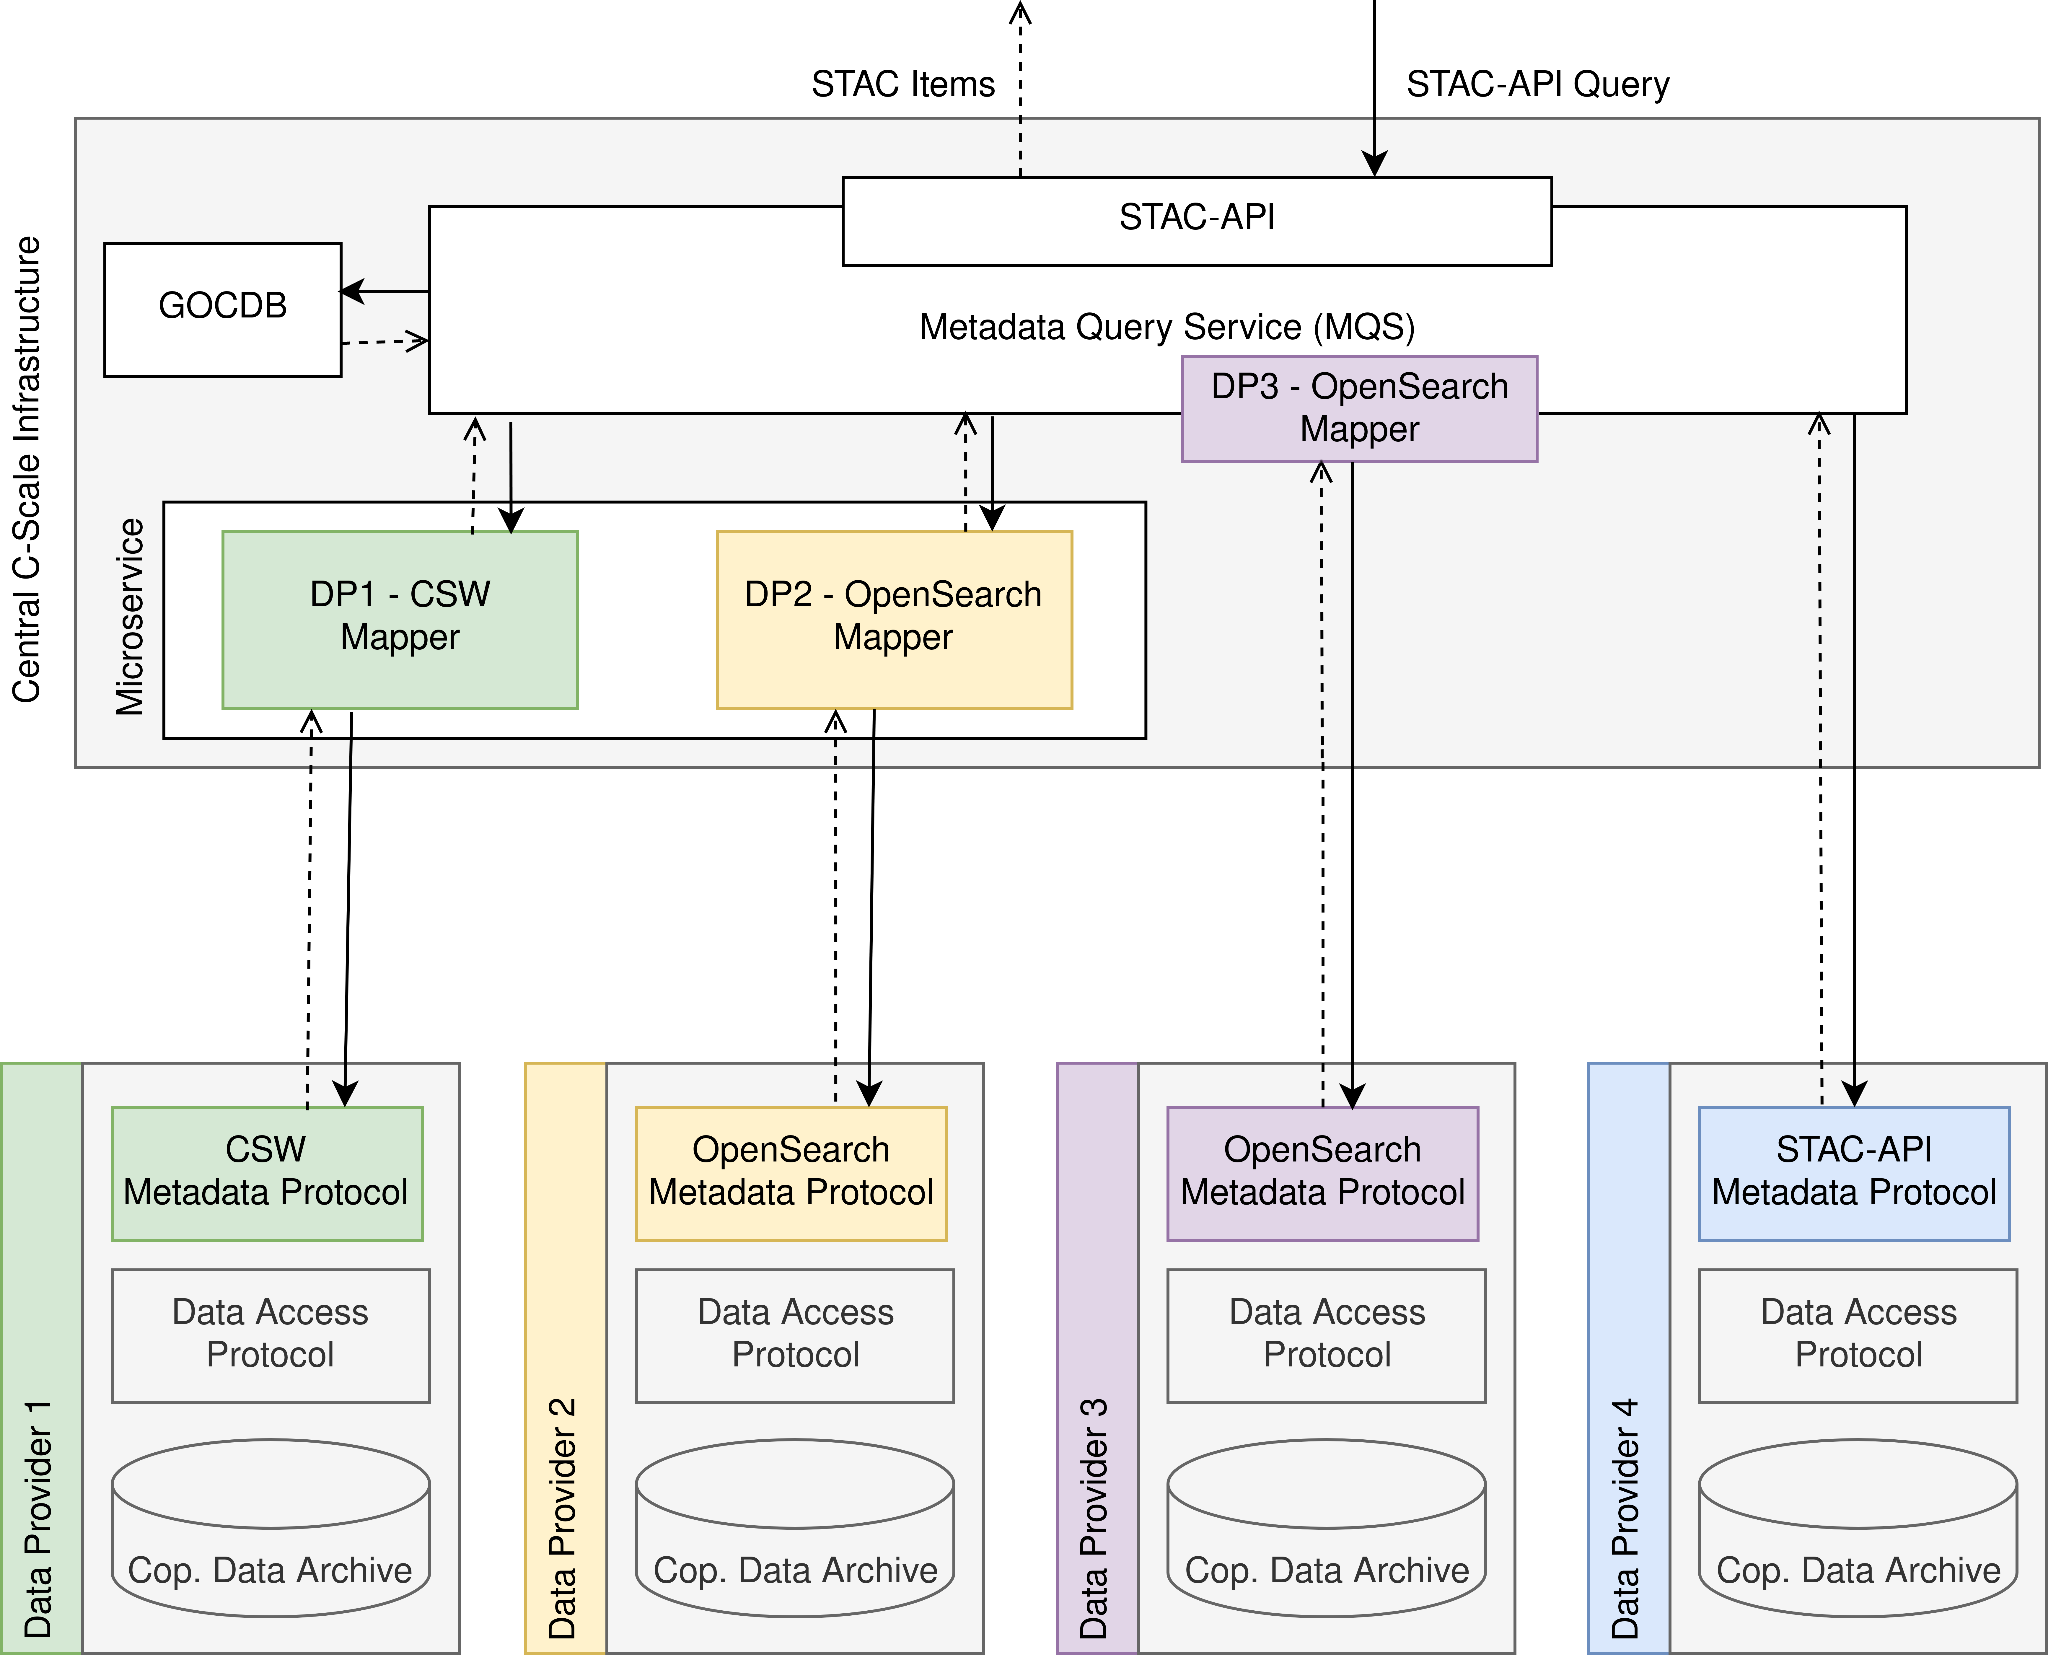 STAC Items
STAC-API Query
STAC-API
Central C-Scale Infrastructure
GOCDB
Metadata Query Service (MQS)
DP3 - OpenSearch
Mapper
Microservice
DP1 - CSW
Mapper
DP2 - OpenSearch
Mapper
Data Provider 1
CSW
Metadata Protocol
Data Access
Protocol
Cop. Data Archive
Data Provider 2
OpenSearch
Metadata Protocol
Data Access
Protocol
Cop. Data Archive
Data Provider 3
OpenSearch
Metadata Protocol
Data Access
Protocol
Cop. Data Archive
Data Provider 4
STAC-API
Metadata Protocol
Data Access
Protocol
Cop. Data Archive